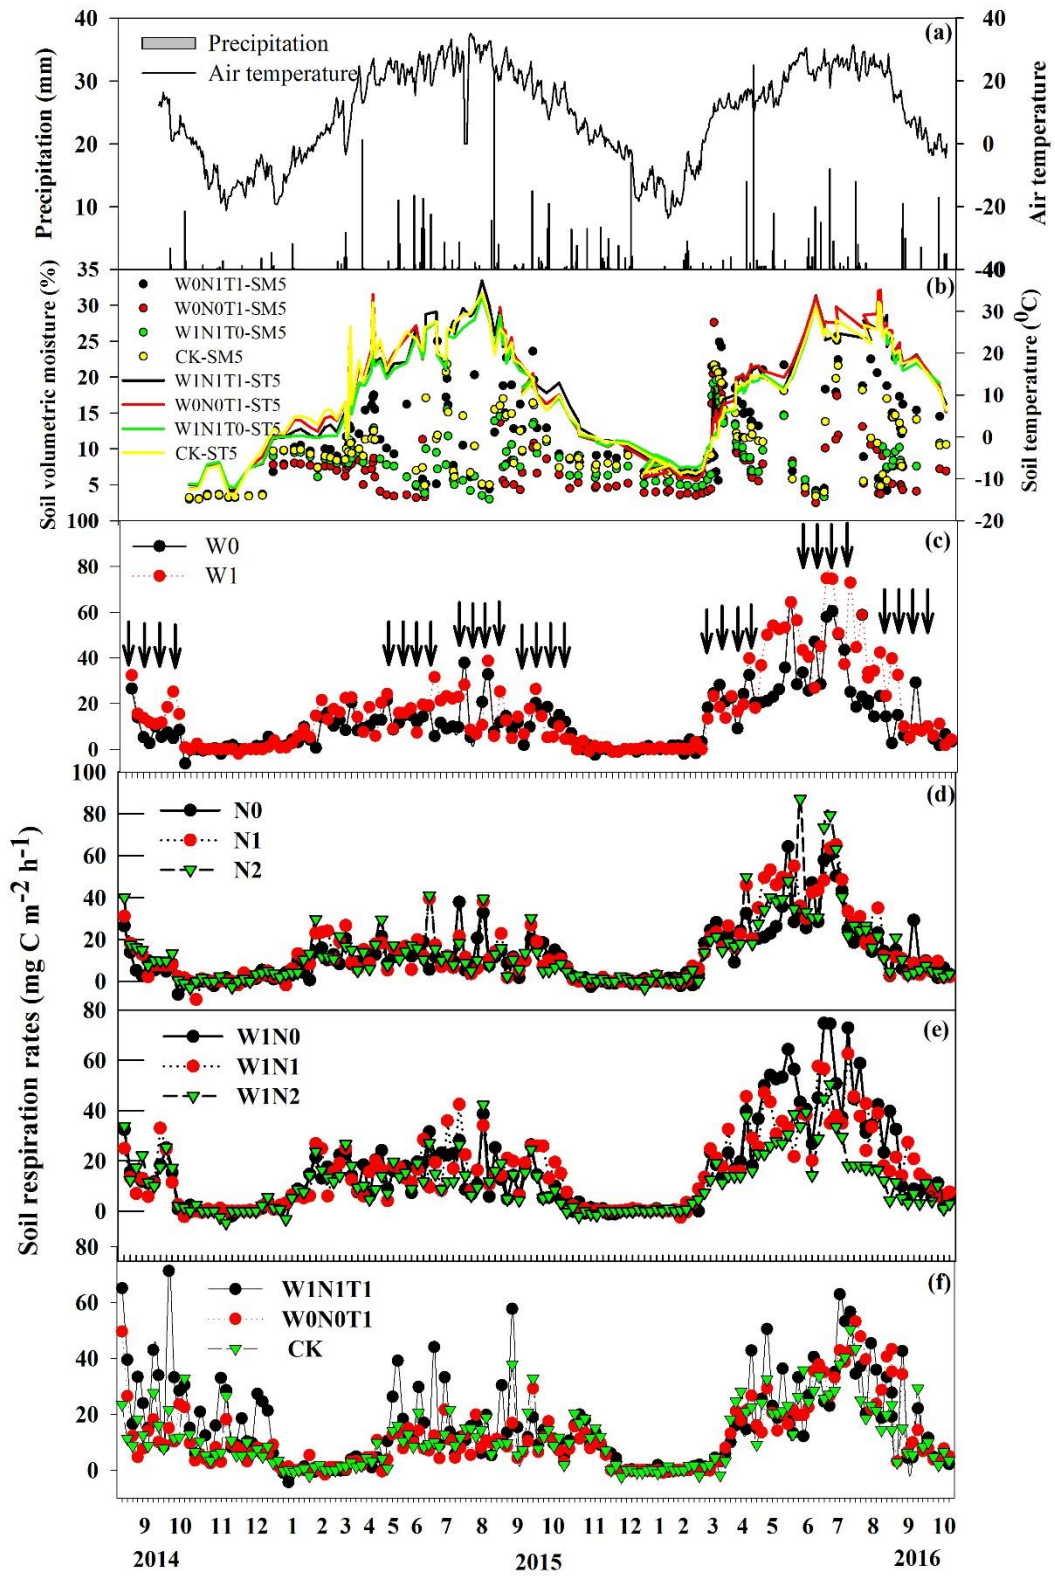 40 40
(a)
Precipitation
Air temperature
30 20
20 0
10 -20
-40
Precipitation (mm)
Air temperature
35 40
(b)
W0N1T1-SM5
W0N0T1-SM5
W1N1T0-SM5
CK-SM5
W1N1T1-ST5
W0N0T1-ST5
W1N1T0-ST5
CK-ST5
30 30
25 20
20 10
15 0
10 -10
5 -20
Soil volumetric moisture (%)
Soil temperature (⁰C)
100
(c)
W0
W1
80
60
40
20
0
100
(d)
N0
N1
N2
80
60
40
20
0
80
(e)
W1N0
W1N1
W1N2
60
40
20
0
80
(f)
W1N1T1
W0N0T1
CK
60
40
20
0
Soil respiration rates (mg C m⁻² h⁻¹)
9 10 11 12 1 2 3 4 5 6 7 8 9 10 11 12 1 2 3 4 5 6 7 8 9 10
2014 2015 2016